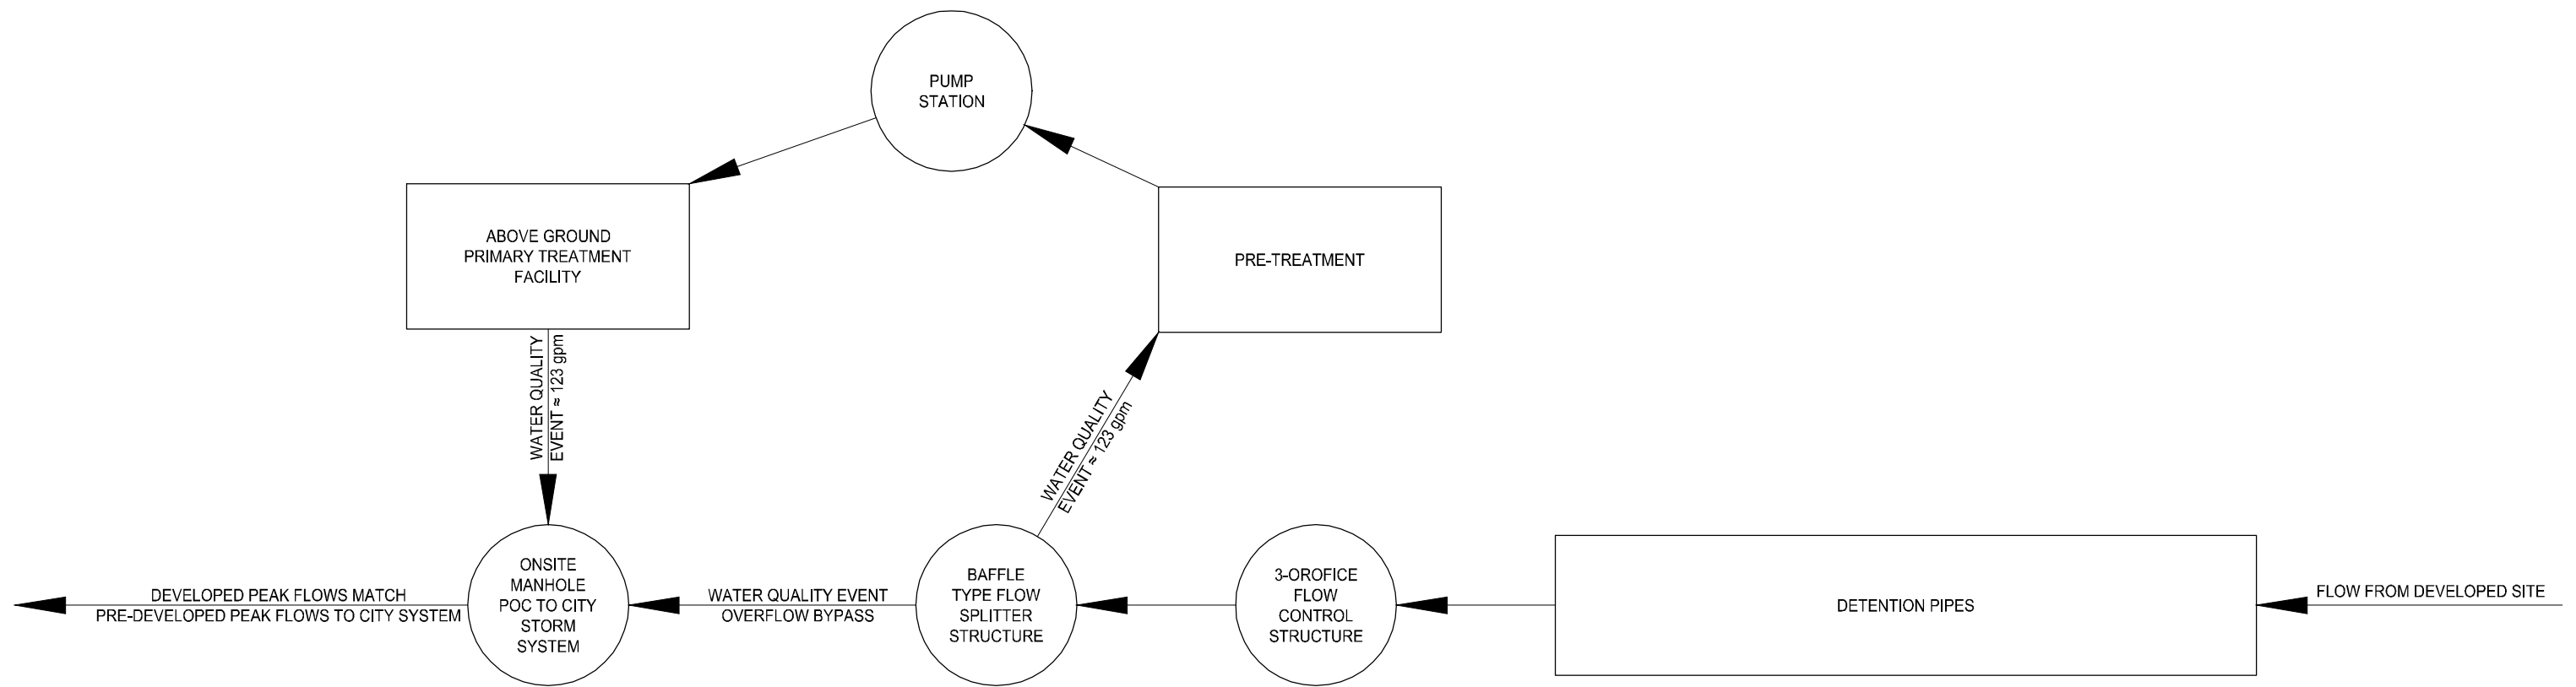 PUMP
STATION
ABOVE GROUND
PRIMARY TREATMENT
FACILITY
PRE-TREATMENT
WATER QUALITY
EVENT ≈ 123 gpm
WATER QUALITY
EVENT ≈ 123 gpm
DEVELOPED PEAK FLOWS MATCH
PRE-DEVELOPED PEAK FLOWS TO CITY SYSTEM
ONSITE
MANHOLE
POC TO CITY
STORM
SYSTEM
WATER QUALITY EVENT
OVERFLOW BYPASS
BAFFLE
TYPE FLOW
SPLITTER
STRUCTURE
3-OROFICE
FLOW
CONTROL
STRUCTURE
DETENTION PIPES
FLOW FROM DEVELOPED SITE